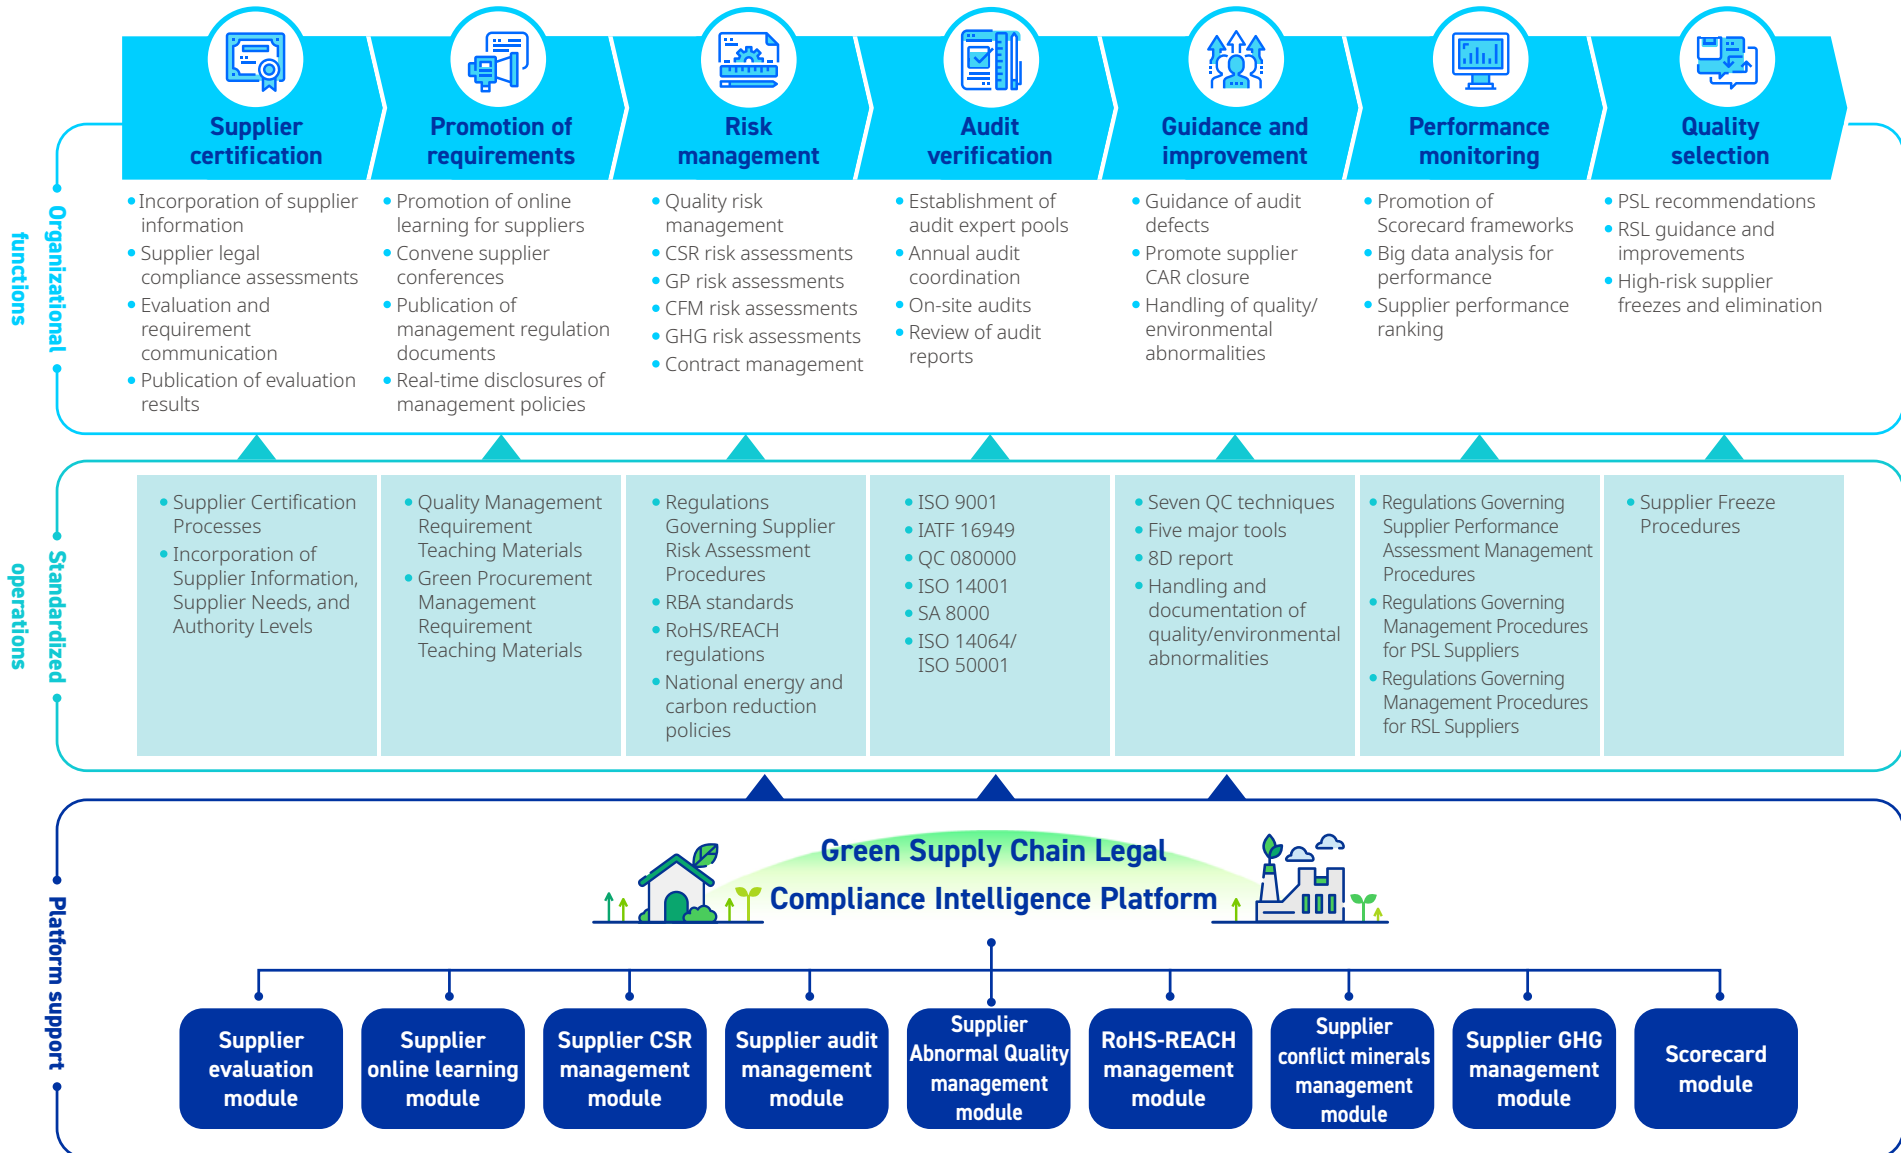 Supplier
certification
Promotion of
requirements
Risk
management
Audit
verification
Guidance and
improvement
Performance
monitoring
Quality
selection
Organizational
functions
• Incorporation of supplier
information
• Supplier legal
compliance assessments
• Evaluation and
requirement
communication
• Publication of evaluation
results
• Promotion of online
learning for suppliers
• Convene supplier
conferences
• Publication of
management regulation
documents
• Real-time disclosures of
management policies
• Quality risk
management
• CSR risk assessments
• GP risk assessments
• CFM risk assessments
• GHG risk assessments
• Contract management
• Establishment of
audit expert pools
• Annual audit
coordination
• On-site audits
• Review of audit
reports
• Guidance of audit
defects
• Promote supplier
CAR closure
• Handling of quality/
environmental
abnormalities
• Promotion of
Scorecard frameworks
• Big data analysis for
performance
• Supplier performance
ranking
• PSL recommendations
• RSL guidance and
improvements
• High-risk supplier
freezes and elimination
Standardized
operations
• Supplier Certification
Processes
• Incorporation of
Supplier Information,
Supplier Needs, and
Authority Levels
• Quality Management
Requirement
Teaching Materials
• Green Procurement
Management
Requirement
Teaching Materials
• Regulations
Governing Supplier
Risk Assessment
Procedures
• RBA standards
• RoHS/REACH
regulations
• National energy and
carbon reduction
policies
• ISO 9001
• IATF 16949
• QC 080000
• ISO 14001
• SA 8000
• ISO 14064/
ISO 50001
• Seven QC techniques
• Five major tools
• 8D report
• Handling and
documentation of
quality/environmental
abnormalities
• Regulations Governing
Supplier Performance
Assessment Management
Procedures
• Regulations Governing
Management Procedures
for PSL Suppliers
• Regulations Governing
Management Procedures
for RSL Suppliers
• Supplier Freeze
Procedures
Platform support
Green Supply Chain Legal
Compliance Intelligence Platform
Supplier
evaluation
module
Supplier
online learning
module
Supplier CSR
management
module
Supplier audit
management
module
Supplier
Abnormal Quality
management
module
RoHS-REACH
management
module
Supplier
conflict minerals
management
module
Supplier GHG
management
module
Scorecard
module